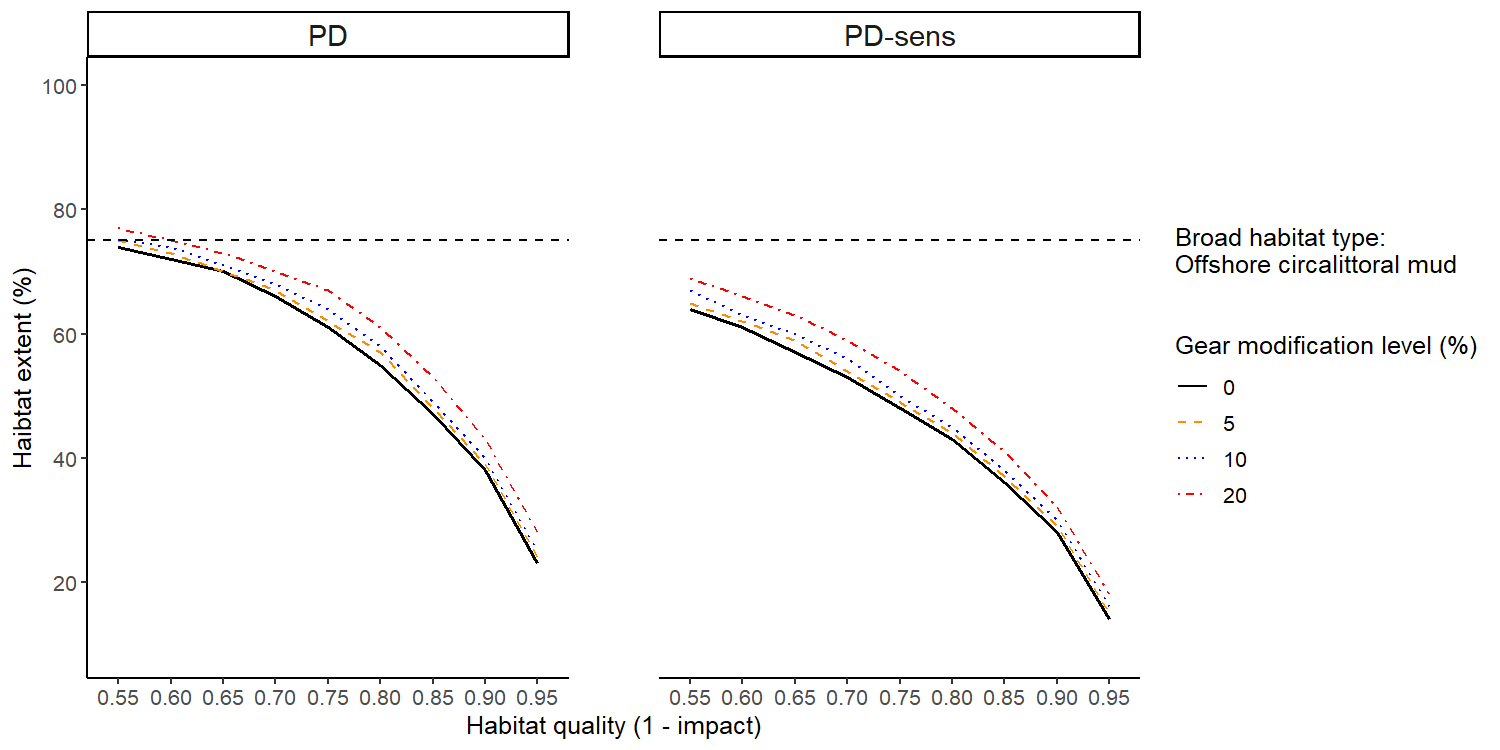 PD
PD-sens
100
80
60
40
20
Haibtat extent (%)
0.55 0.60 0.65 0.70 0.75 0.80 0.85 0.90 0.95
0.55 0.60 0.65 0.70 0.75 0.80 0.85 0.90 0.95
Habitat quality (1 - impact)
Broad habitat type:
Offshore circalittoral mud
Gear modification level (%)
0
5
10
20